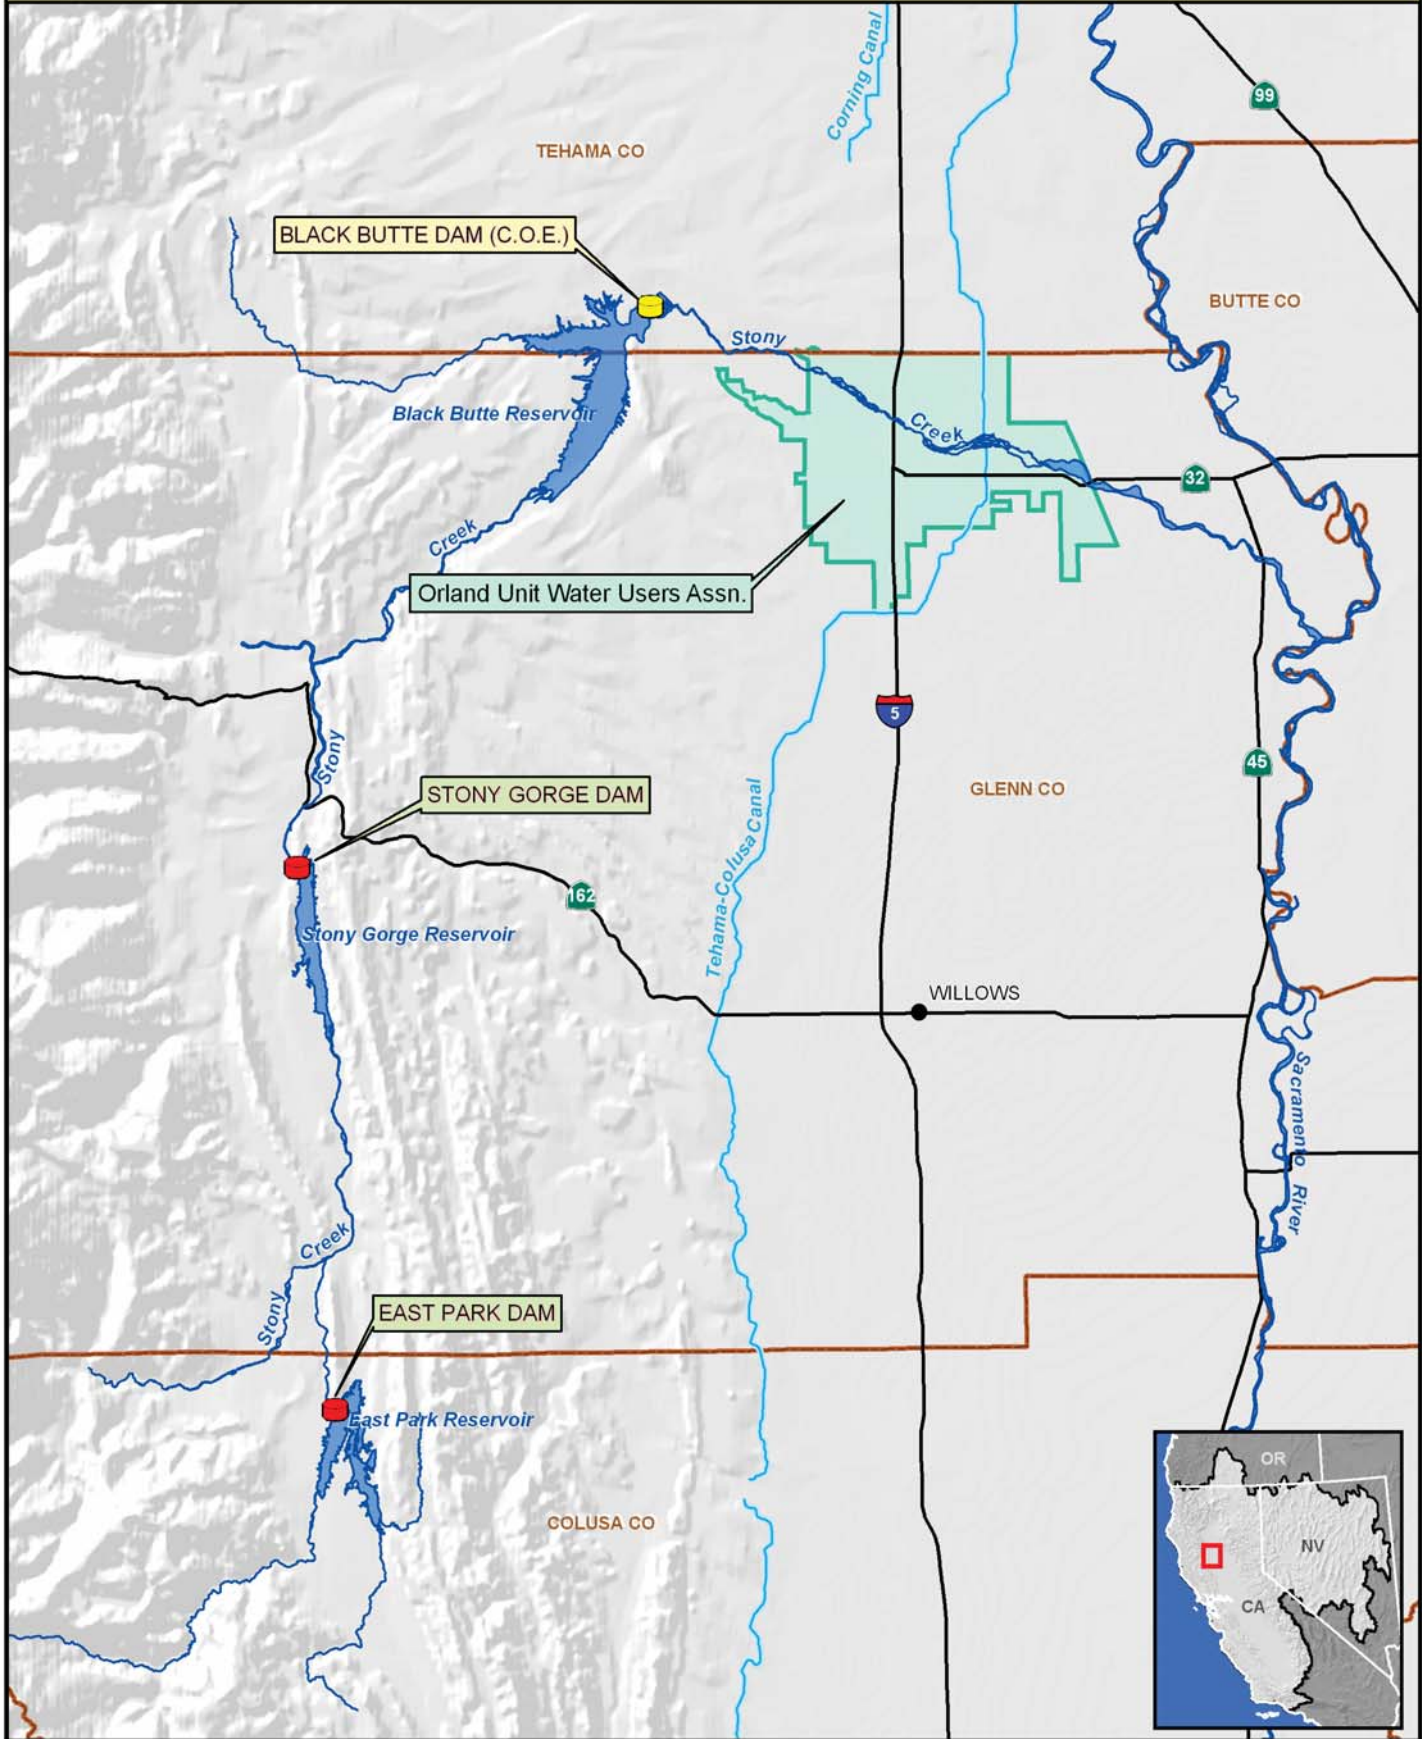 Corning Canal
99
TEHAMA CO
BLACK BUTTE DAM (C.O.E.)
BUTTE CO
Stony
Black Butte Reservoir
Creek
32
Creek
Orland Unit Water Users Assn.
5
Stony
45
STONY GORGE DAM
GLENN CO
Tehama-Colusa Canal
162
Stony Gorge Reservoir
WILLOWS
Sacramento River
Creek
Stony
EAST PARK DAM
East Park Reservoir
COLUSA CO
OR
NV
CA